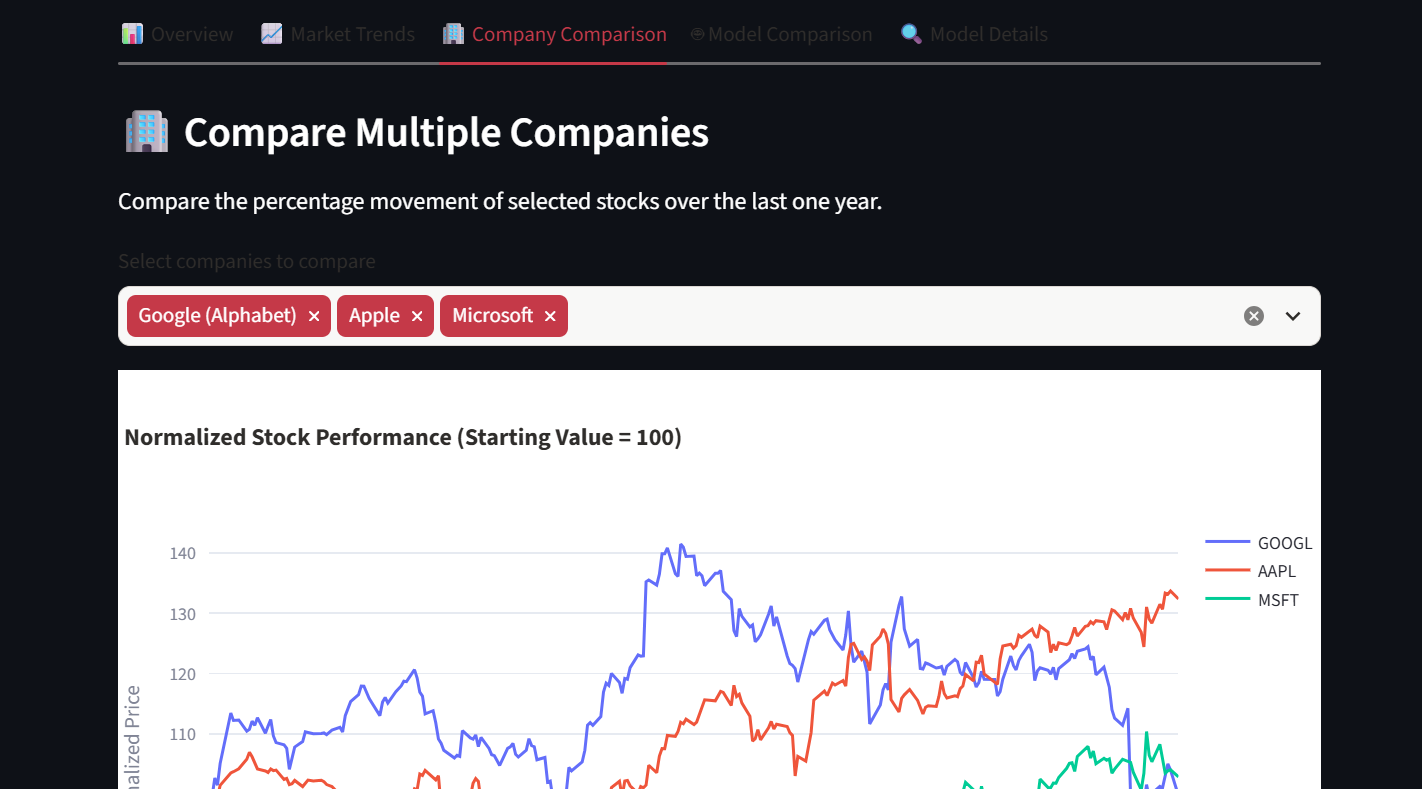 Overview Market Trends Company Comparison Model Comparison Model Details
Compare Multiple Companies
Compare the percentage movement of selected stocks over the last one year.
Select companies to compare
Google (Alphabet) Apple Microsoft
Normalized Stock Performance (Starting Value = 100)
140
130
120
110
nalized Price
GOOGL
AAPL
MSFT